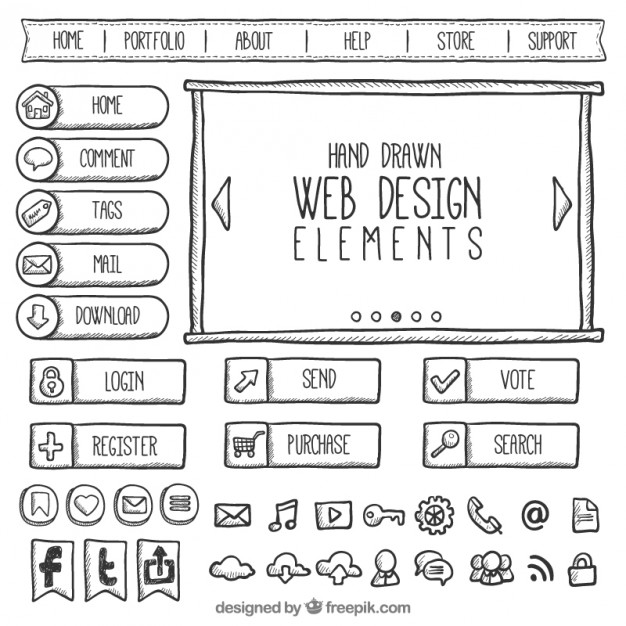 HOME | PORTFOLIO | ABOUT | HELP | STORE | SUPPORT
HOME
COMMENT
TAGS
MAIL
DOWNLOAD
HAND DRAWN
WEB DESIGN
ELEMENTS
LOGIN
SEND
VOTE
REGISTER
PURCHASE
SEARCH
@
f t
designed by freepik.com